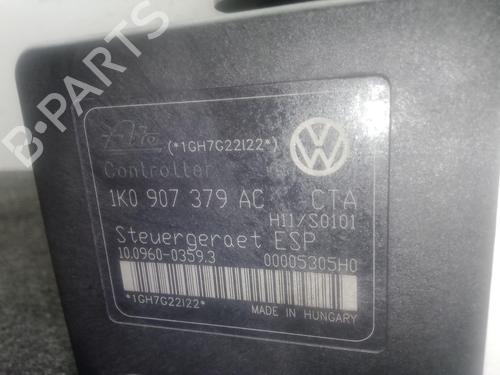 B-PARTS
Ate (*1GH7G22I22*)
Controller
1K0 907 379 AC CTA
H11/S0101
Steuergeraet ESP
10.0960-0359.3 00005305H0
*1GH7G22I22*
MADE IN HUNGARY